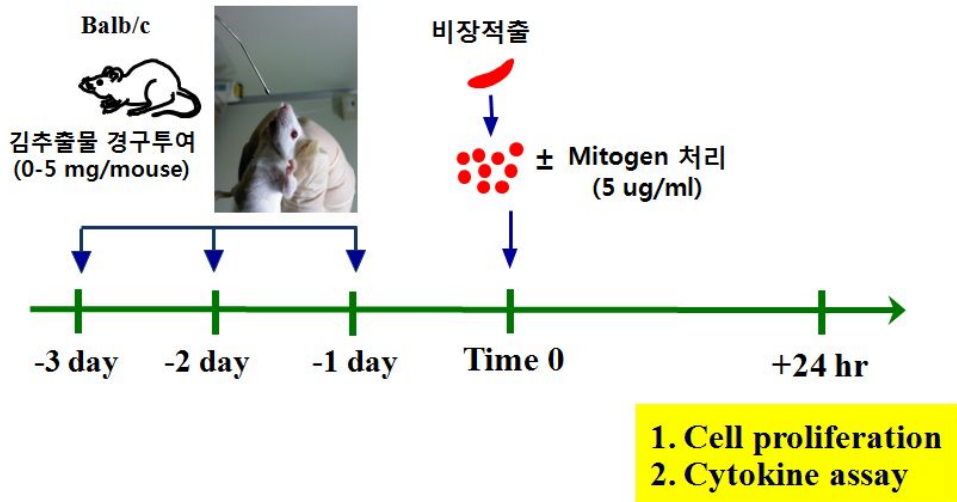 Balb/c
김추출물 경구투여
(0-5 mg/mouse)
비장적출
± Mitogen 처리
(5 ug/ml)
-3 day
-2 day
-1 day
Time 0
+24 hr
1. Cell proliferation
2. Cytokine assay